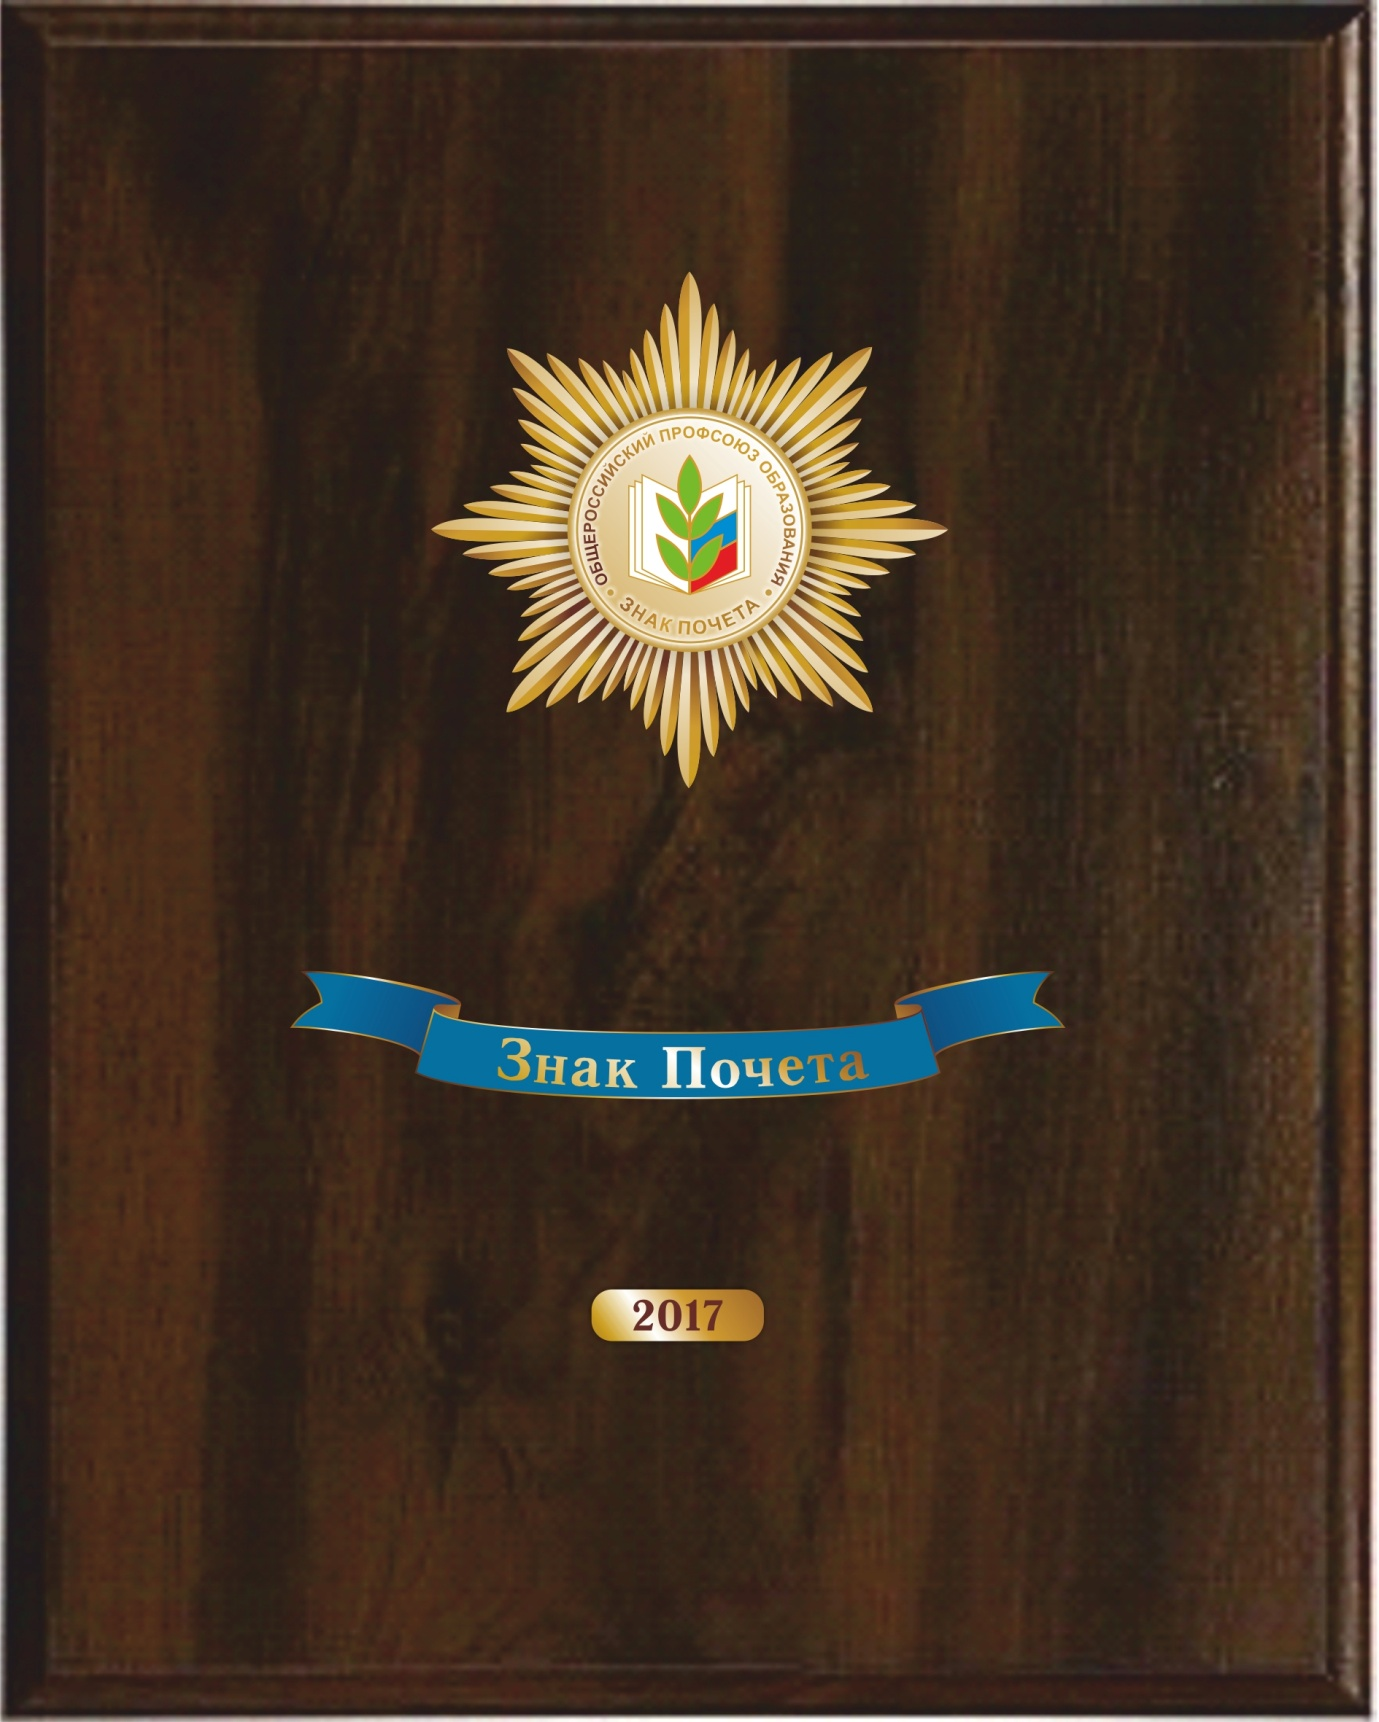 ОБЩЕРОССИЙСКИЙ ПРОФСОЮЗ ОБРАЗОВАНИЯ
• ЗНАК ПОЧЕТА •
Знак Почета
2017